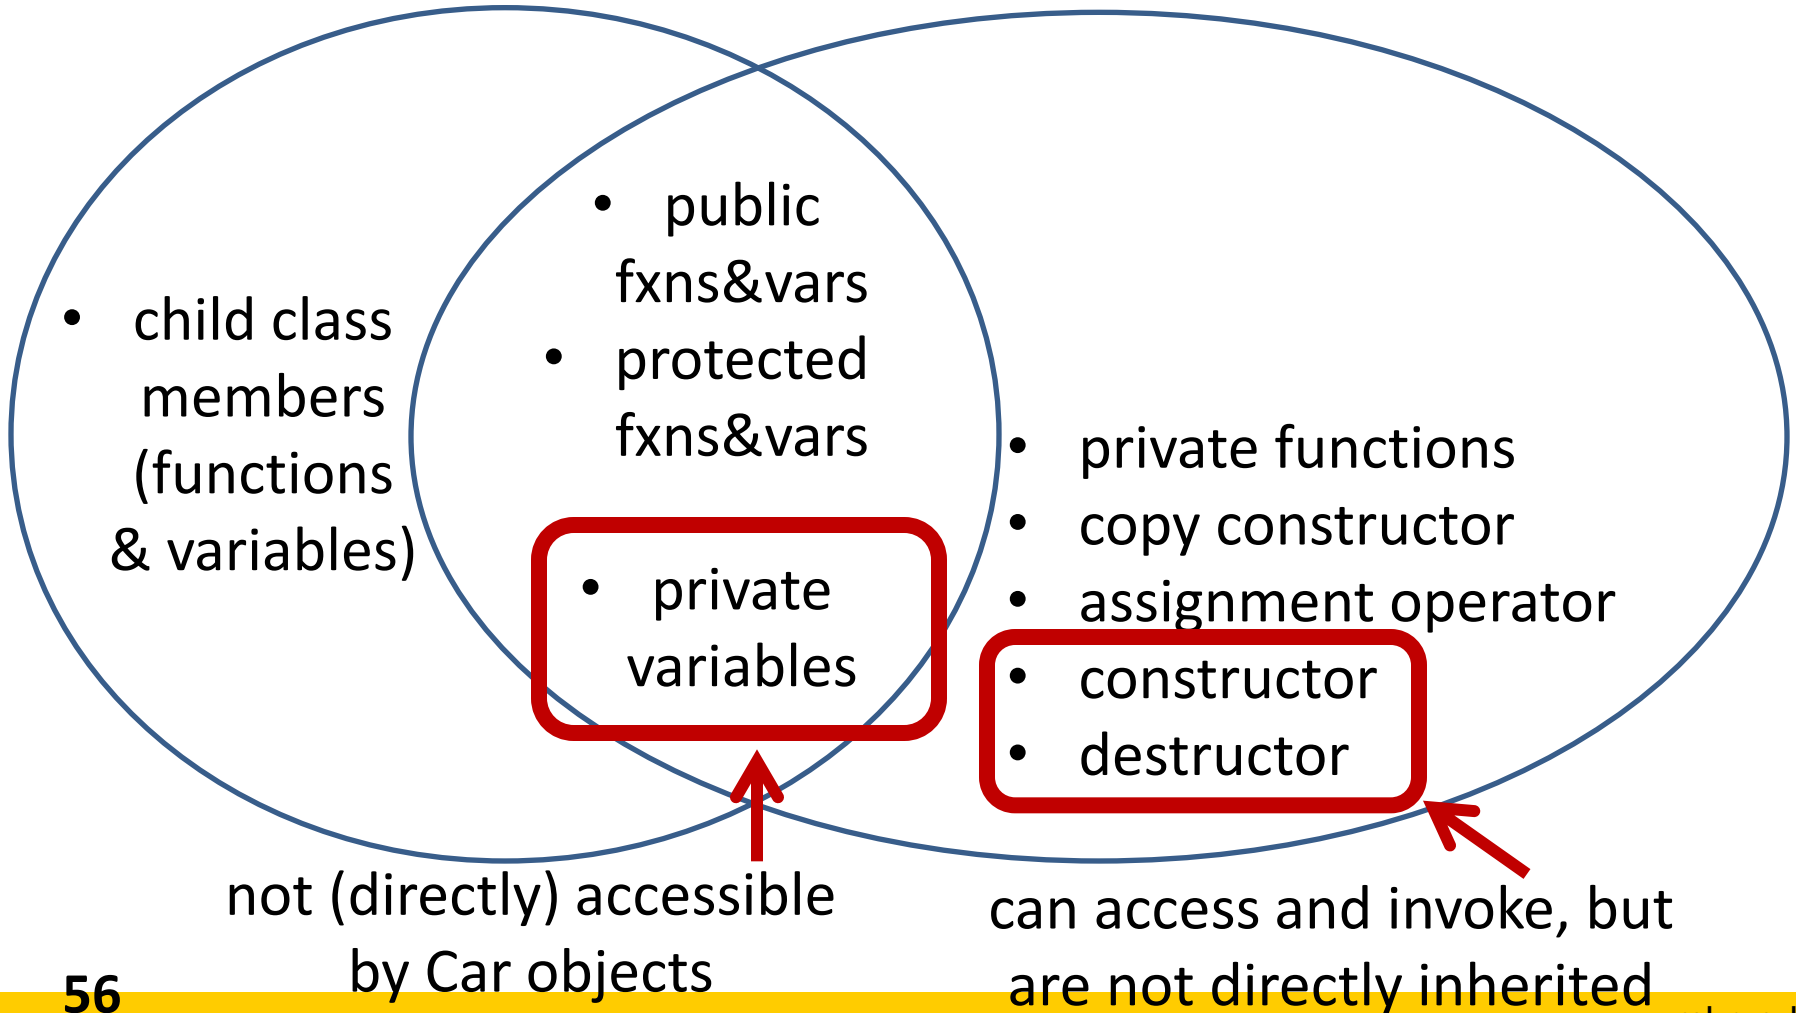 • public
fxns&vars
• protected
fxns&vars
• private
variables
• child class
members
(functions
& variables)
• private functions
• copy constructor
• assignment operator
• constructor
• destructor
not (directly) accessible
by Car objects
can access and invoke, but
are not directly inherited
56